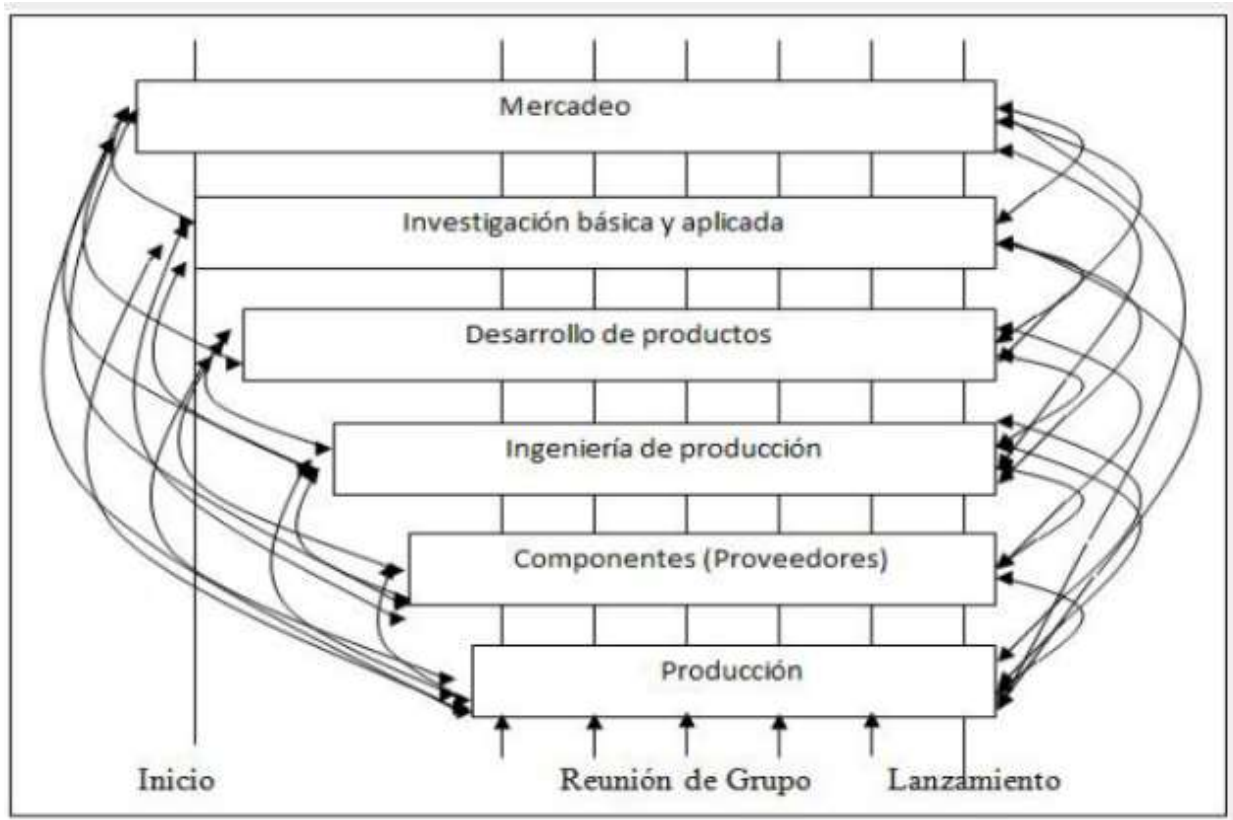 Mercadeo
Investigación básica y aplicada
Desarrollo de productos
Ingeniería de producción
Componentes (Proveedores)
Producción
Inicio Reunión de Grupo Lanzamiento